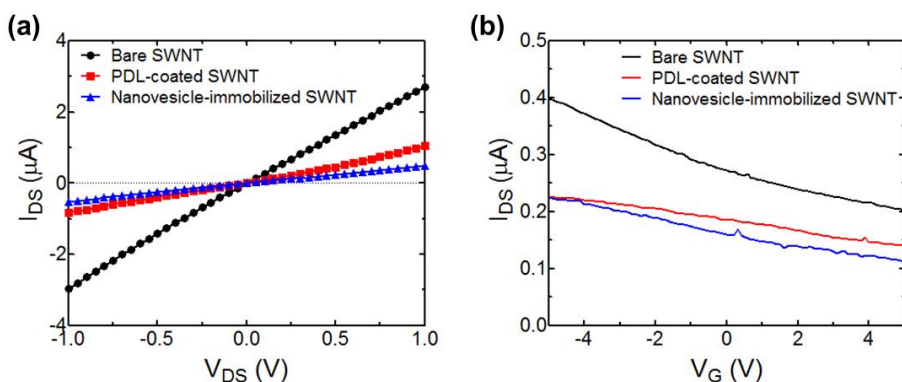 (a)
4
2
0
-2
-4
I_DS (μA)
Bare SWNT
PDL-coated SWNT
Nanovesicle-immobilized SWNT
-1.0 -0.5 0.0 0.5 1.0
V_DS (V)
(b)
0.5
0.4
0.3
0.2
0.1
0.0
I_DS (μA)
Bare SWNT
PDL-coated SWNT
Nanovesicle-immobilized SWNT
-4 -2 0 2 4
V_G (V)